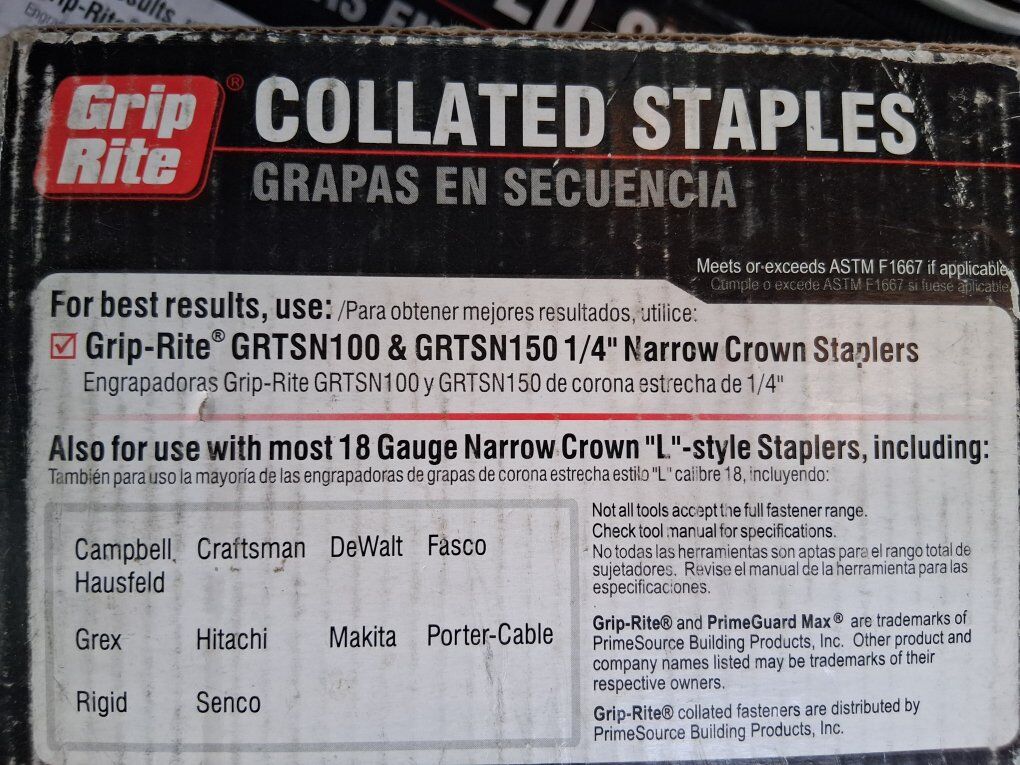 Grip-Rite
sults,
Grip
Rite
®
COLLATED STAPLES
GRAPAS EN SECUENCIA
Meets or exceeds ASTM F1667 if applicable
Cumple o excede ASTM F1667 si fuese aplicable
For best results, use: /Para obtener mejores resultados, utilice:
Grip-Rite® GRTSN100 & GRTSN150 1/4" Narrow Crown Staplers
Engrapadoras Grip-Rite GRTSN100 y GRTSN150 de corona estrecha de 1/4"
Also for use with most 18 Gauge Narrow Crown "L"-style Staplers, including:
También para uso la mayoría de las engrapadoras de grapas de corona estrecha estilo "L" calibre 18, incluyendo:
Campbell Hausfeld
Craftsman
DeWalt
Fasco
Grex
Hitachi
Makita
Porter-Cable
Rigid
Senco
Not all tools accept the full fastener range.
Check tool manual for specifications.
No todas las herramientas son aptas para el rango total de
sujetadores. Revise el manual de la herramienta para las
especificaciones.
Grip-Rite® and PrimeGuard Max® are trademarks of
PrimeSource Building Products, Inc. Other product and
company names listed may be trademarks of their
respective owners.
Grip-Rite® collated fasteners are distributed by
PrimeSource Building Products, Inc.